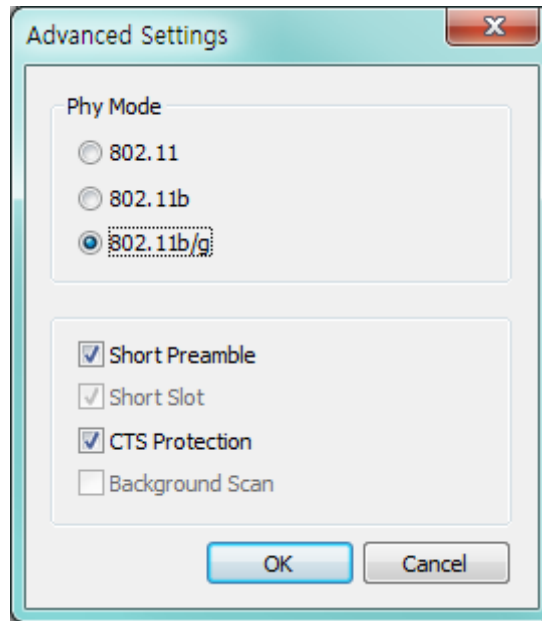 Advanced Settings
Phy Mode
802.11
802.11b
802.11b/g
Short Preamble
Short Slot
CTS Protection
Background Scan
OK
Cancel